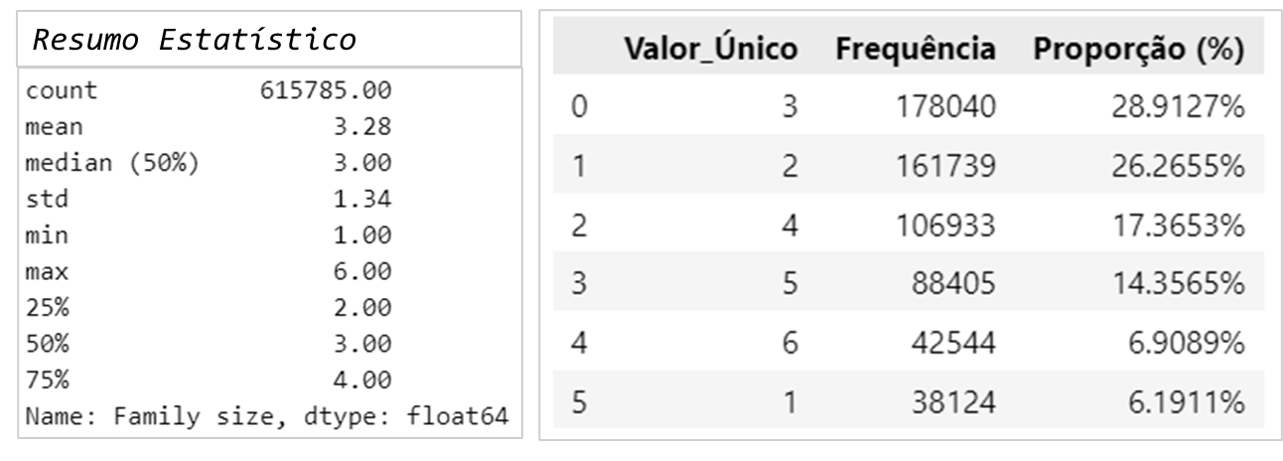 Resumo Estatístico
count 615785.00
mean 3.28
median (50%) 3.00
std 1.34
min 1.00
max 6.00
25% 2.00
50% 3.00
75% 4.00
Name: Family size, dtype: float64
Valor_Único Frequência Proporção (%)
0 3 178040 28.9127%
1 2 161739 26.2655%
2 4 106933 17.3653%
3 5 88405 14.3565%
4 6 42544 6.9089%
5 1 38124 6.1911%